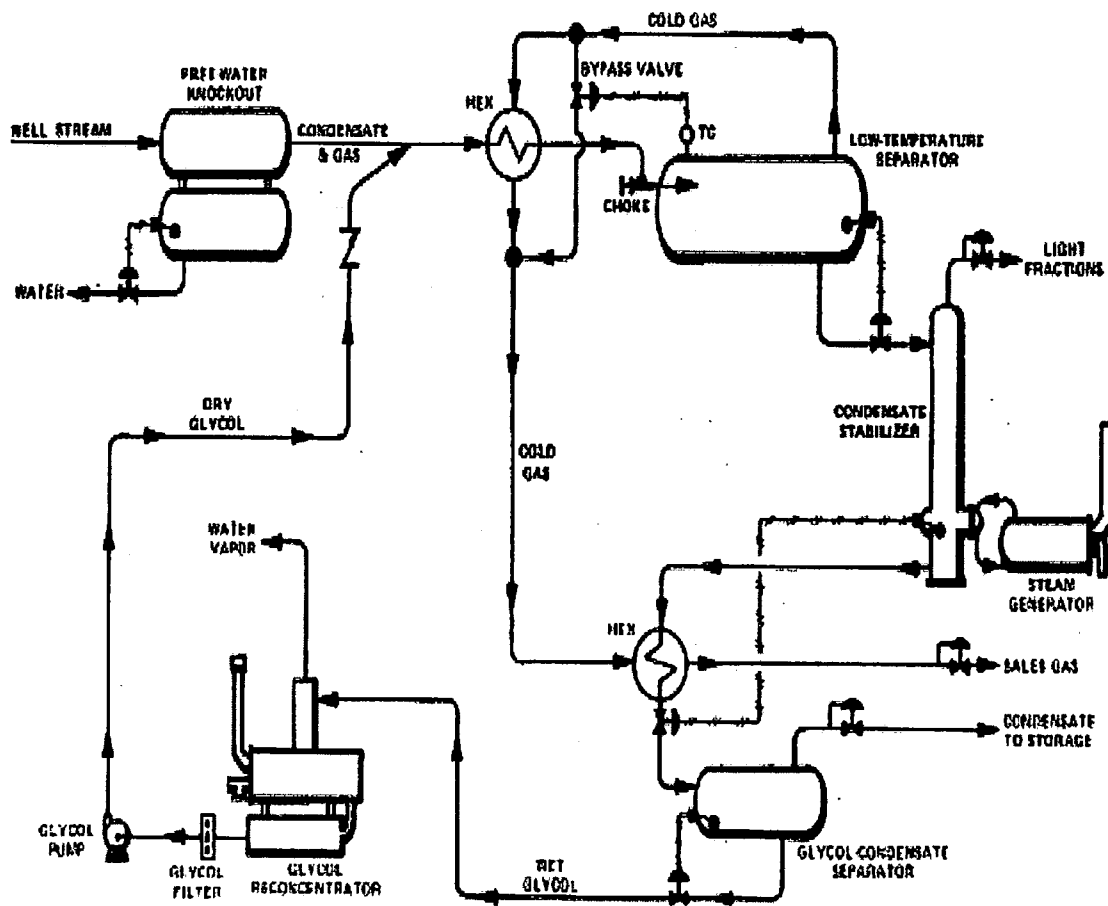 COLD GAS
BYPASS VALVE
FREE-WATER
KNOCKOUT
HEX
WELL STREAM
CONDENSATE
& GAS
TC
LOW-TEMPERATURE
SEPARATOR
CHOKE
WATER
LIGHT
FRACTIONS
DRY
GLYCOL
CONDENSATE
STABILIZER
COLD
GAS
WATER
VAPOR
STEAM
GENERATOR
HEX
SALES GAS
CONDENSATE
TO STORAGE
GLYCOL
PUMP
GLYCOL
FILTER
GLYCOL
RECONCENTRATOR
WET
GLYCOL
GLYCOL-CONDENSATE
SEPARATOR